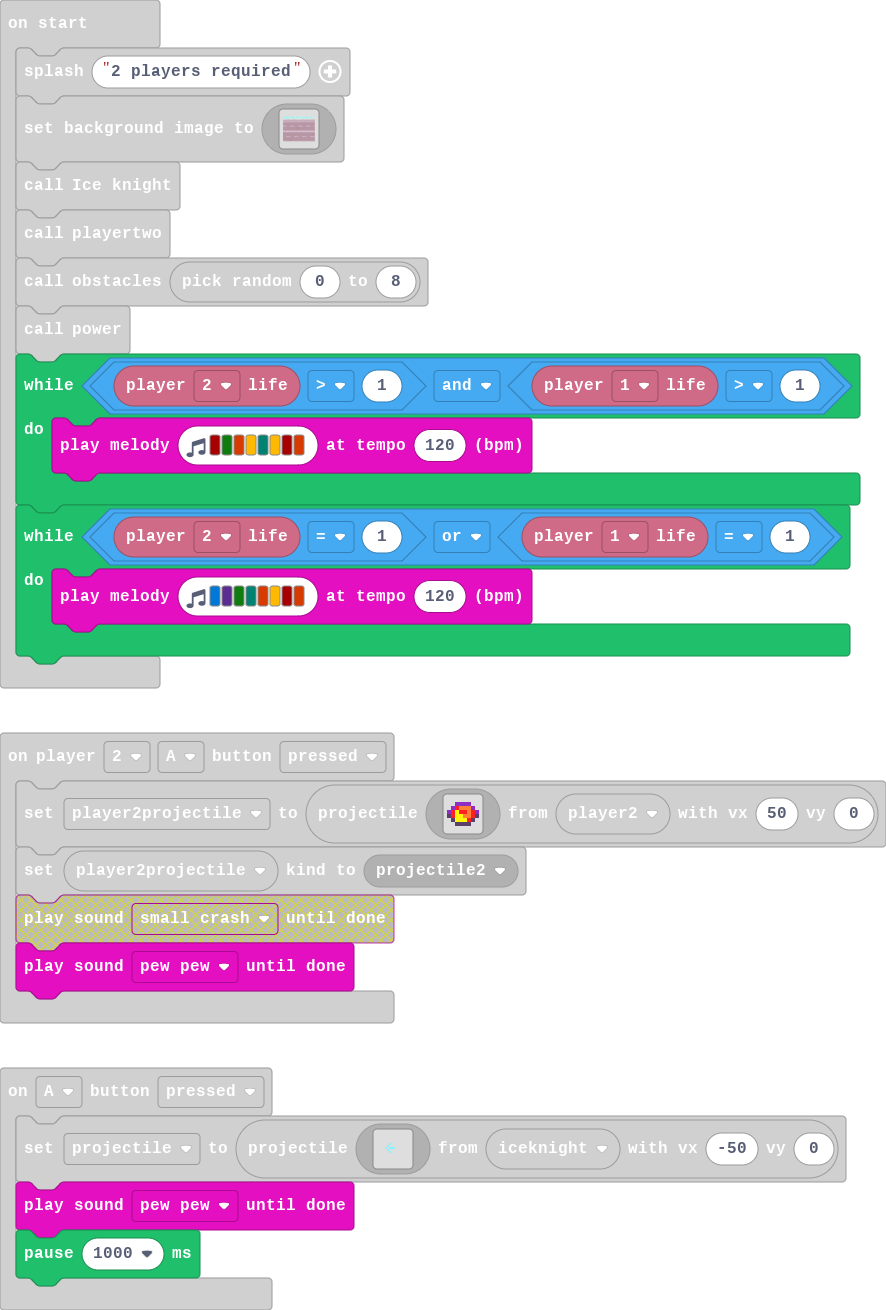 on start
splash "2 players required"
set background image to
call Ice knight
call playertwo
call obstacles pick random 0 to 8
call power
while player 2 life > 1 and player 1 life > 1
do
play melody at tempo 120 (bpm)
while player 2 life = 1 or player 1 life = 1
do
play melody at tempo 120 (bpm)
on player 2 A button pressed
set player2projectile to projectile from player2 with vx 50 vy 0
set player2projectile kind to projectile2
play sound small crash until done
play sound pew pew until done
on A button pressed
set projectile to projectile from iceknight with vx -50 vy 0
play sound pew pew until done
pause 1000 ms